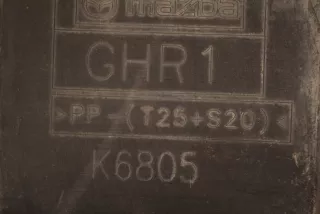 mazda
GHR1
>PP-(T25+S20)<
K6805